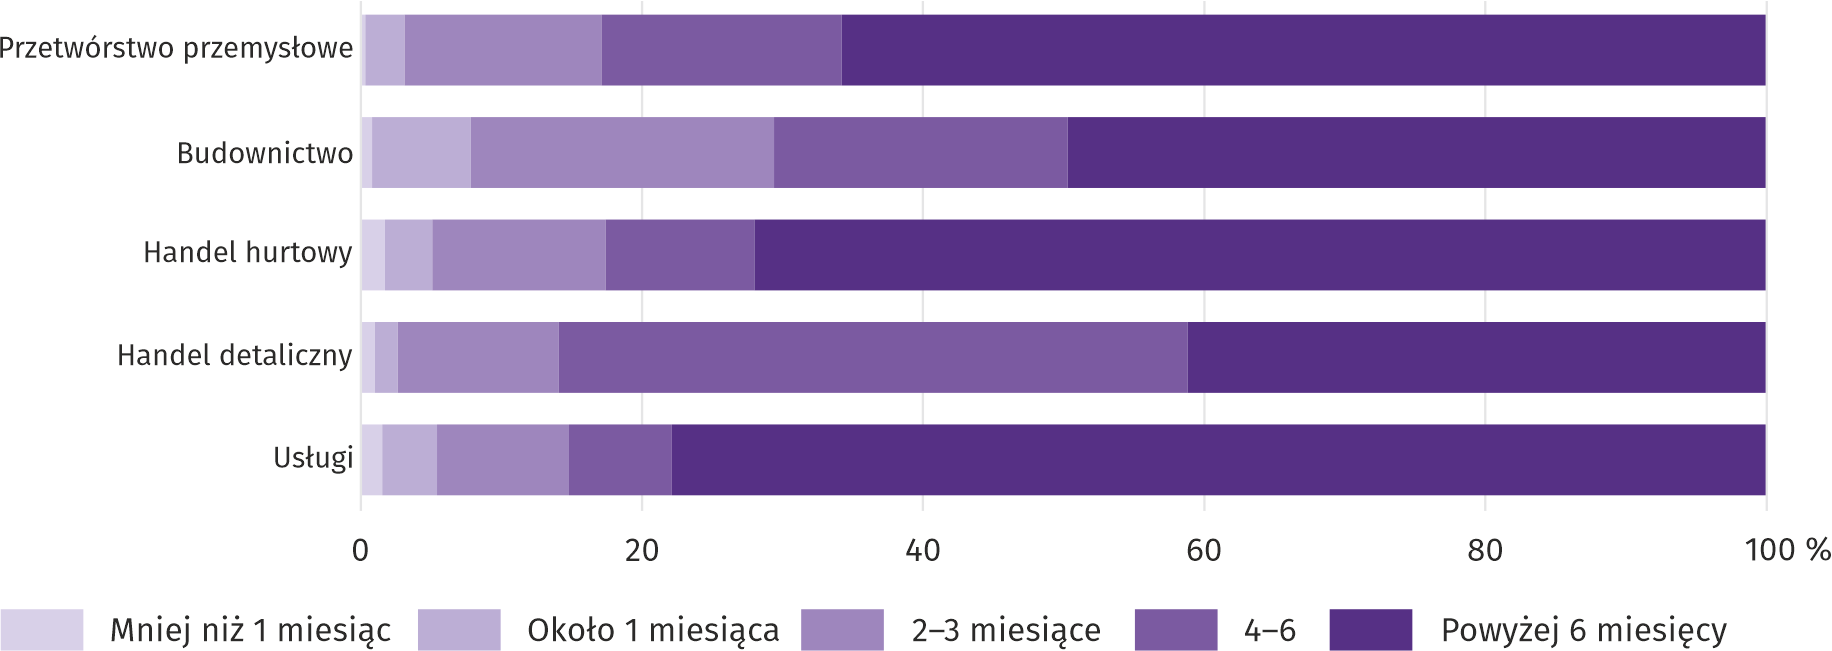 Przetwórstwo przemysłowe
Budownictwo
Handel hurtowy
Handel detaliczny
Usługi
0 20 40 60 80 100 %
Mniej niż 1 miesiąc Około 1 miesiąca 2–3 miesiące 4–6 Powyżej 6 miesięcy